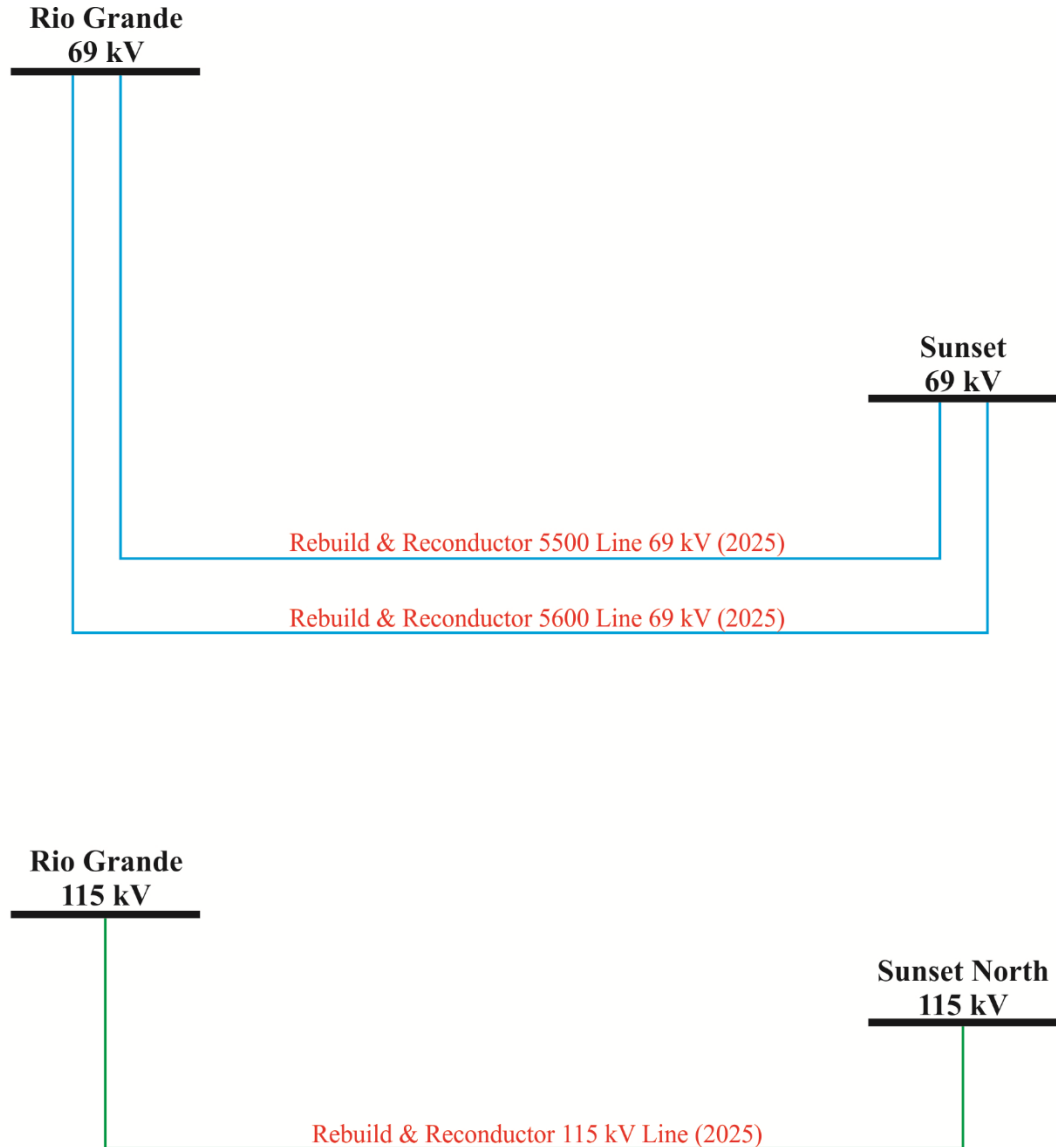 Rio Grande
69 kV
Sunset
69 kV
Rebuild & Reconductor 5500 Line 69 kV (2025)
Rebuild & Reconductor 5600 Line 69 kV (2025)
Rio Grande
115 kV
Sunset North
115 kV
Rebuild & Reconductor 115 kV Line (2025)